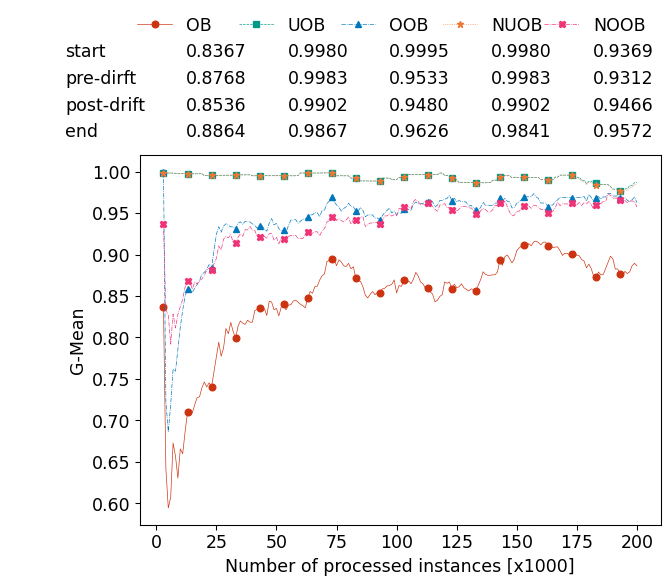 OB UOB OOB NUOB NOOB
start 0.8367 0.9980 0.9995 0.9980 0.9369
pre-dirft 0.8768 0.9983 0.9533 0.9983 0.9312
post-drift 0.8536 0.9902 0.9480 0.9902 0.9466
end 0.8864 0.9867 0.9626 0.9841 0.9572
1.00
0.95
0.90
0.85
0.80
0.75
0.70
0.65
0.60
G-Mean
0 25 50 75 100 125 150 175 200
Number of processed instances [x1000]